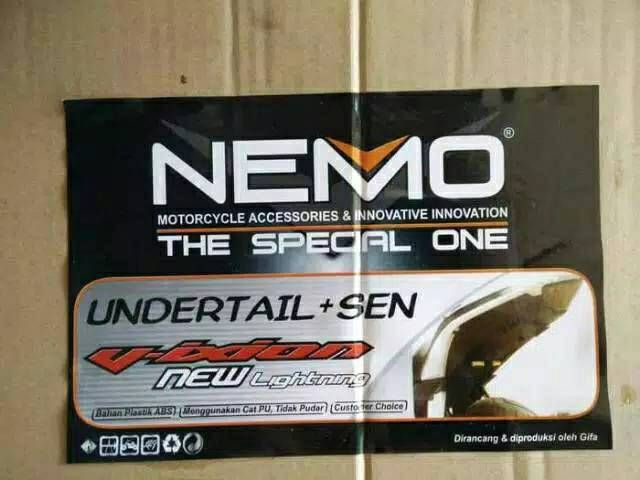 NEMO®
MOTORCYCLE ACCESSORIES & INNOVATIVE INNOVATION
THE SPECIAL ONE
UNDERTAIL + SEN
V-ixion
NEW Lightning
Bahan Plastik ABS Menggunakan Cat PU, Tidak Pudar Customer Choice
Dirancang & diproduksi oleh Gifa